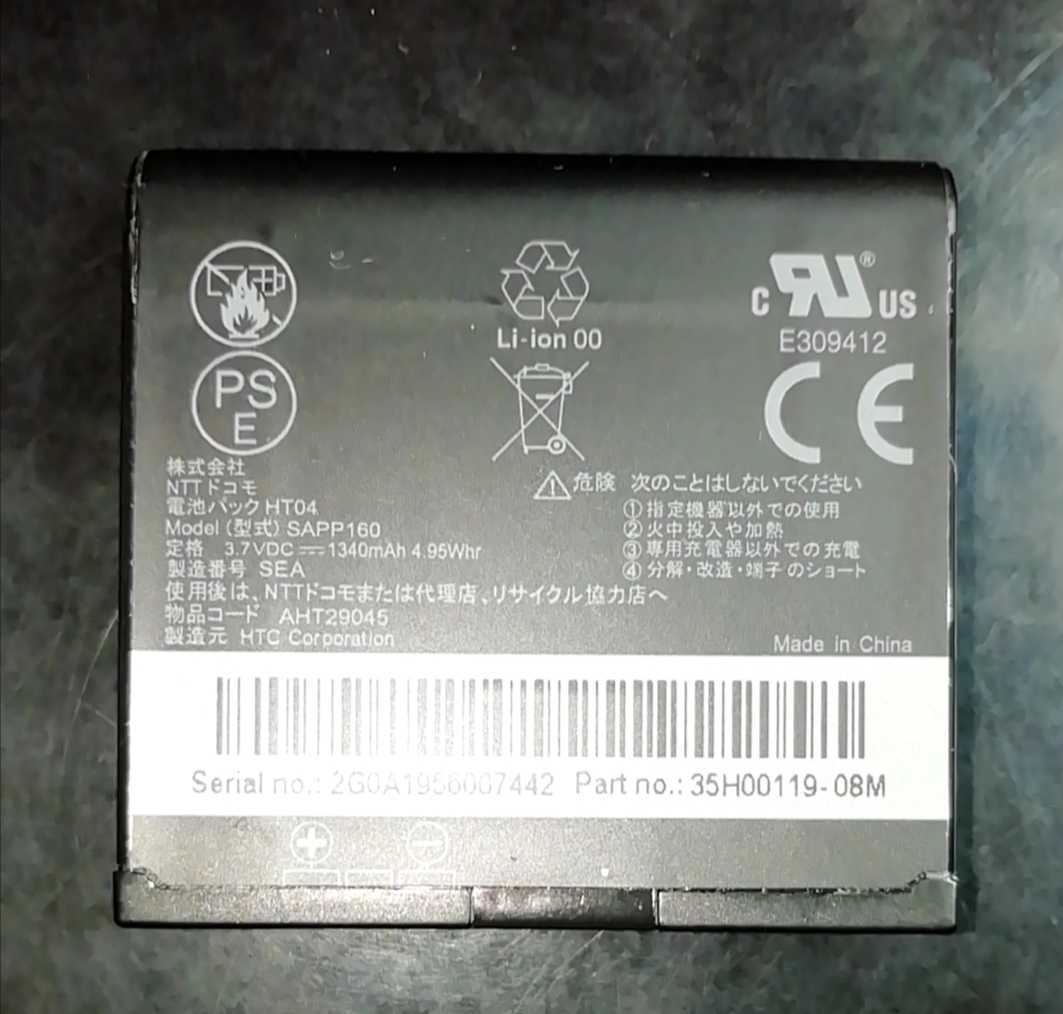 Li-ion 00
C RU ® US
E309412
PS
E
CE
株式会社
NTTドコモ
電池パック HT04
Model (型式) SAPP160
定格 3.7VDC ⎓ 1340mAh 4.95Whr
製造番号 SEA
使用後は、NTTドコモまたは代理店、リサイクル協力店へ
物品コード AHT29045
製造元 HTC Corporation
⚠危険 次のことはしないでください
①指定機器以外での使用
②火中投入や加熱
③専用充電器以外での充電
④分解・改造・端子のショート
Made in China
Serial no.: 2G0A1956007442 Part no.: 35H00119-08M
+ −